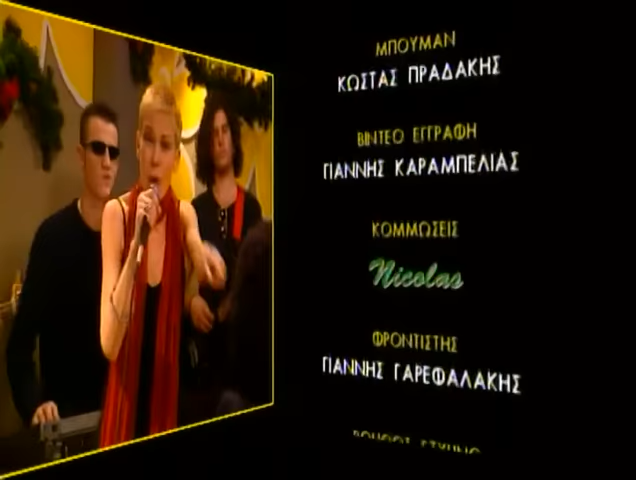 ΜΠΟΥΜΑΝ
ΚΩΣΤΑΣ ΠΡΑΔΑΚΗΣ
ΒΙΝΤΕΟ ΕΓΓΡΑΦΗ
ΓΙΑΝΝΗΣ ΚΑΡΑΜΠΕΛΙΑΣ
ΚΟΜΜΩΣΕΙΣ
Nicolas
ΦΡΟΝΤΙΣΤΗΣ
ΓΙΑΝΝΗΣ ΓΑΡΕΦΑΛΑΚΗΣ